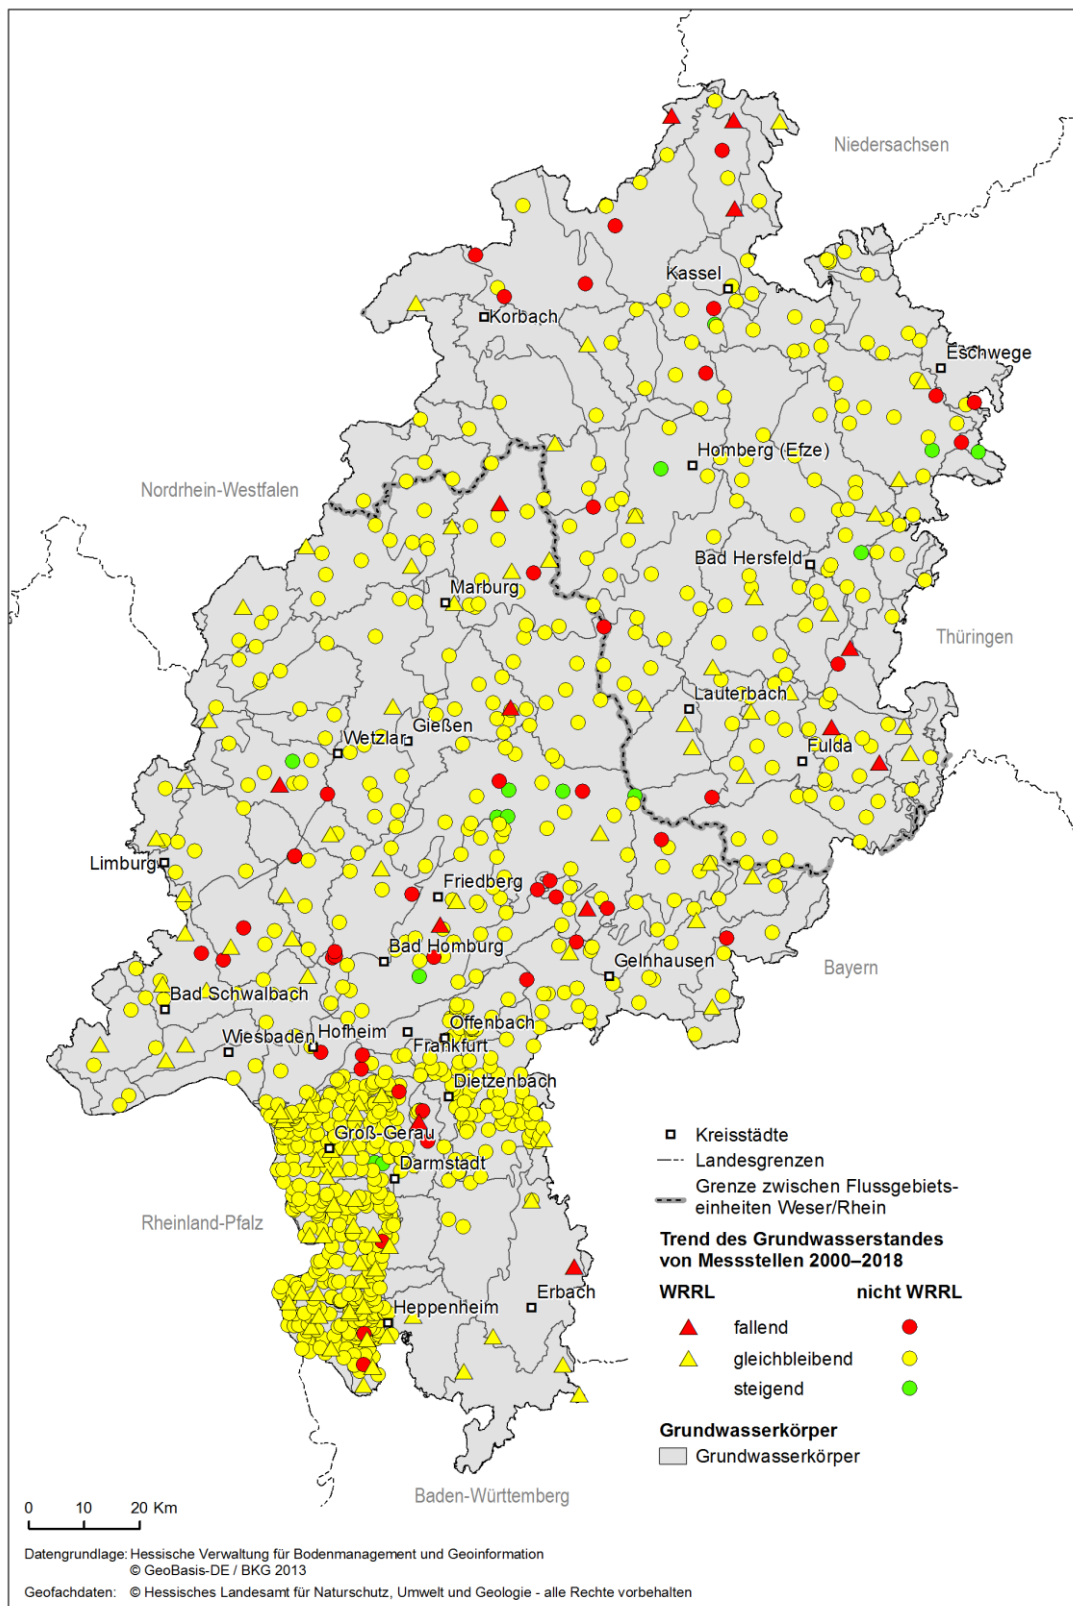 Niedersachsen
Kassel
Korbach
Eschwege
Homberg (Efze)
Nordrhein-Westfalen
Bad Hersfeld
Marburg
Thüringen
Lauterbach
Gießen
Wetzlar
Fulda
Limburg
Friedberg
Bad Homburg
Gelnhausen
Bayern
Bad Schwalbach
Offenbach
Wiesbaden
Hofheim
Frankfurt
Dietzenbach
Groß-Gerau
Darmstadt
Rheinland-Pfalz
Erbach
Heppenheim
Baden-Württemberg
Kreisstädte
Landesgrenzen
Grenze zwischen Flussgebiets-
einheiten Weser/Rhein
Trend des Grundwasserstandes
von Messstellen 2000–2018
WRRL nicht WRRL
fallend
gleichbleibend
steigend
Grundwasserkörper
Grundwasserkörper
0 10 20 Km
Datengrundlage: Hessische Verwaltung für Bodenmanagement und Geoinformation
© GeoBasis-DE / BKG 2013
Geofachdaten: © Hessisches Landesamt für Naturschutz, Umwelt und Geologie - alle Rechte vorbehalten